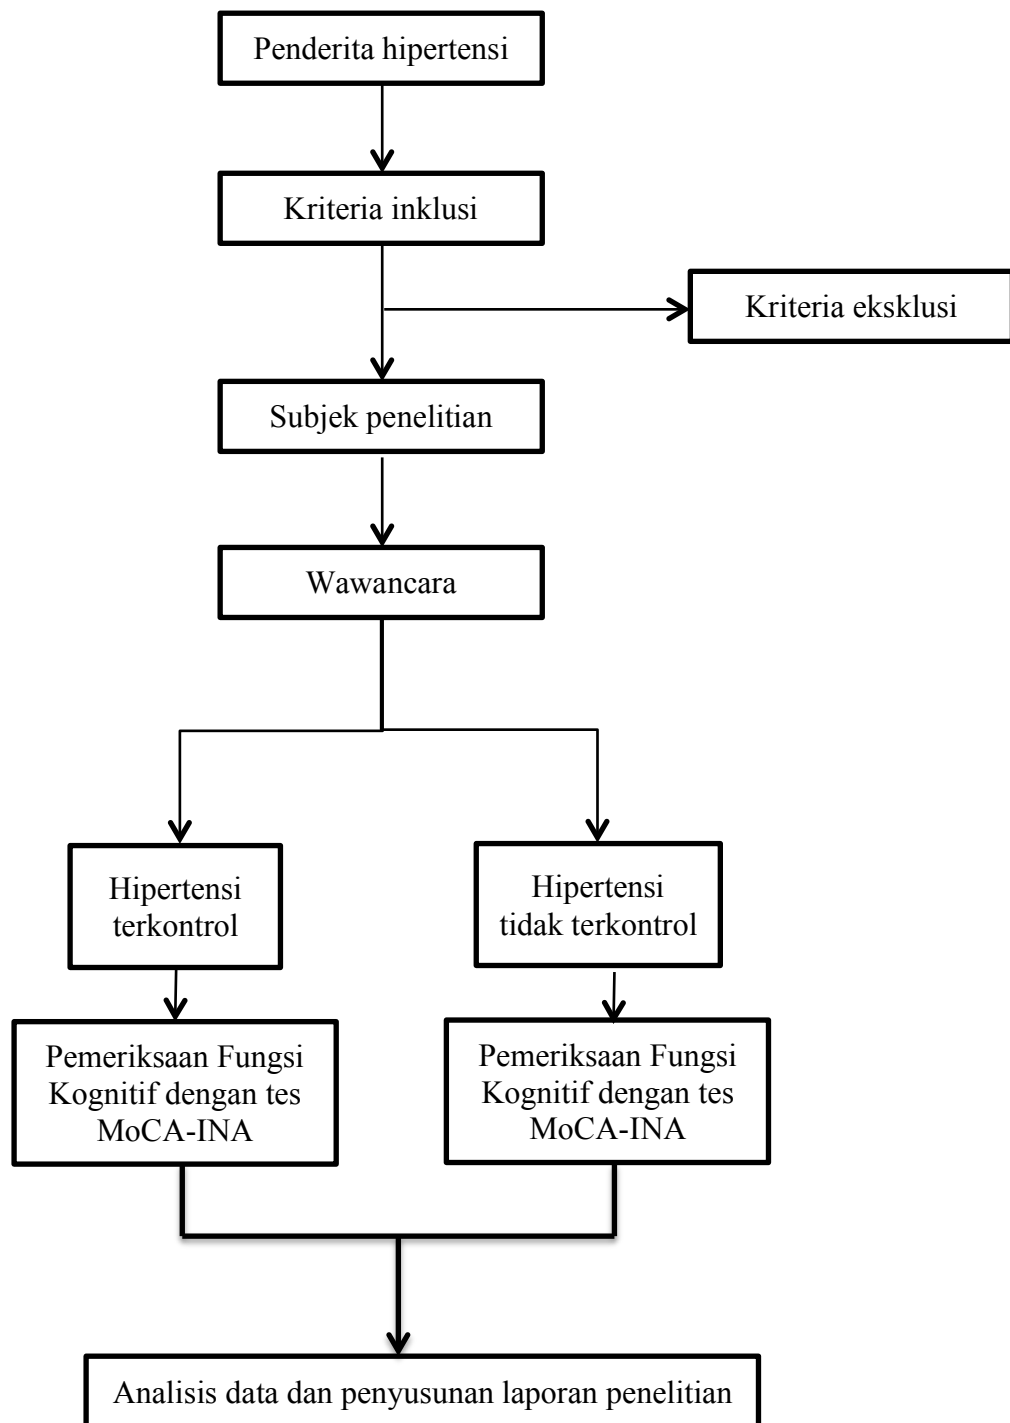 Penderita hipertensi
Kriteria inklusi
Kriteria eksklusi
Subjek penelitian
Wawancara
Hipertensi
terkontrol
Hipertensi
tidak terkontrol
Pemeriksaan Fungsi
Kognitif dengan tes
MoCA-INA
Pemeriksaan Fungsi
Kognitif dengan tes
MoCA-INA
Analisis data dan penyusunan laporan penelitian